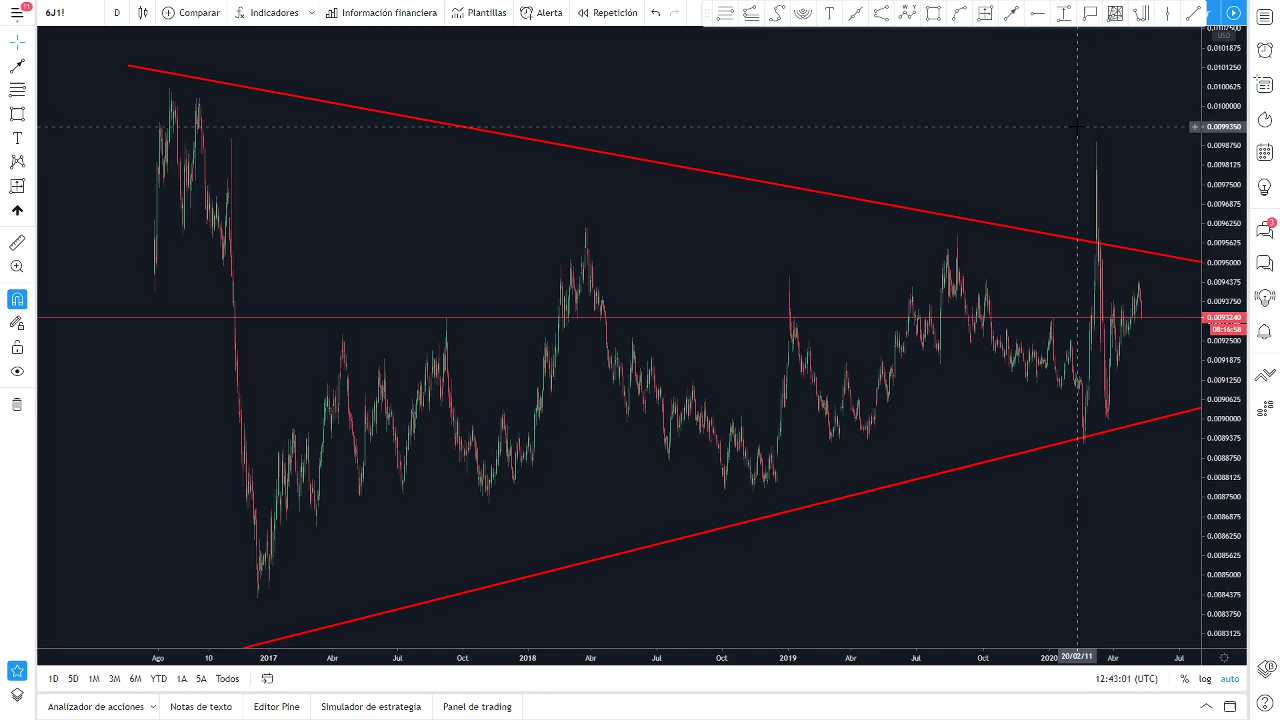 11
6J1!
D
Comparar
Indicadores
Información financiera
Plantillas
Alerta
Repetición
T
USD
0.0102500
0.0101875
0.0101250
0.0100625
0.0100000
0.0099350
0.0098750
0.0098125
0.0097500
0.0096875
0.0096250
0.0095625
0.0095000
0.0094375
0.0093750
0.0093240
08:16:58
0.0092500
0.0091875
0.0091250
0.0090625
0.0090000
0.0089375
0.0088750
0.0088125
0.0087500
0.0086875
0.0086250
0.0085625
0.0085000
0.0084375
0.0083750
0.0083125
3
Ago
10
2017
Abr
Jul
Oct
2018
Abr
Jul
Oct
2019
Abr
Jul
Oct
2020
20/02/11
Abr
Jul
1D
5D
1M
3M
6M
YTD
1A
5A
Todos
12:43:01 (UTC)
%
log
auto
Analizador de acciones
Notas de texto
Editor Pine
Simulador de estrategia
Panel de trading